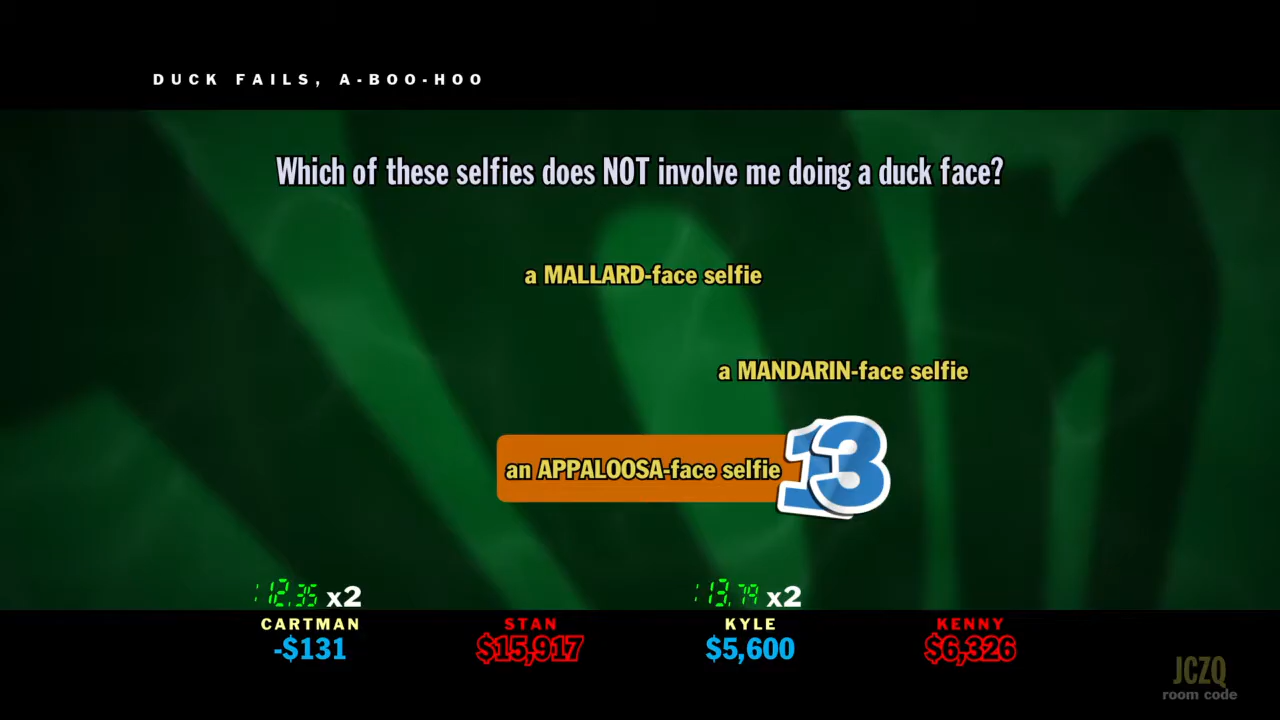 DUCK FAILS, A-BOO-HOO
Which of these selfies does NOT involve me doing a duck face?
a MALLARD-face selfie
a MANDARIN-face selfie
an APPALOOSA-face selfie 1 3
12.35 x2 13.79 x2
CARTMAN STAN KYLE KENNY
-$131 $15,917 $5,600 $6,326
JCZQ
room code